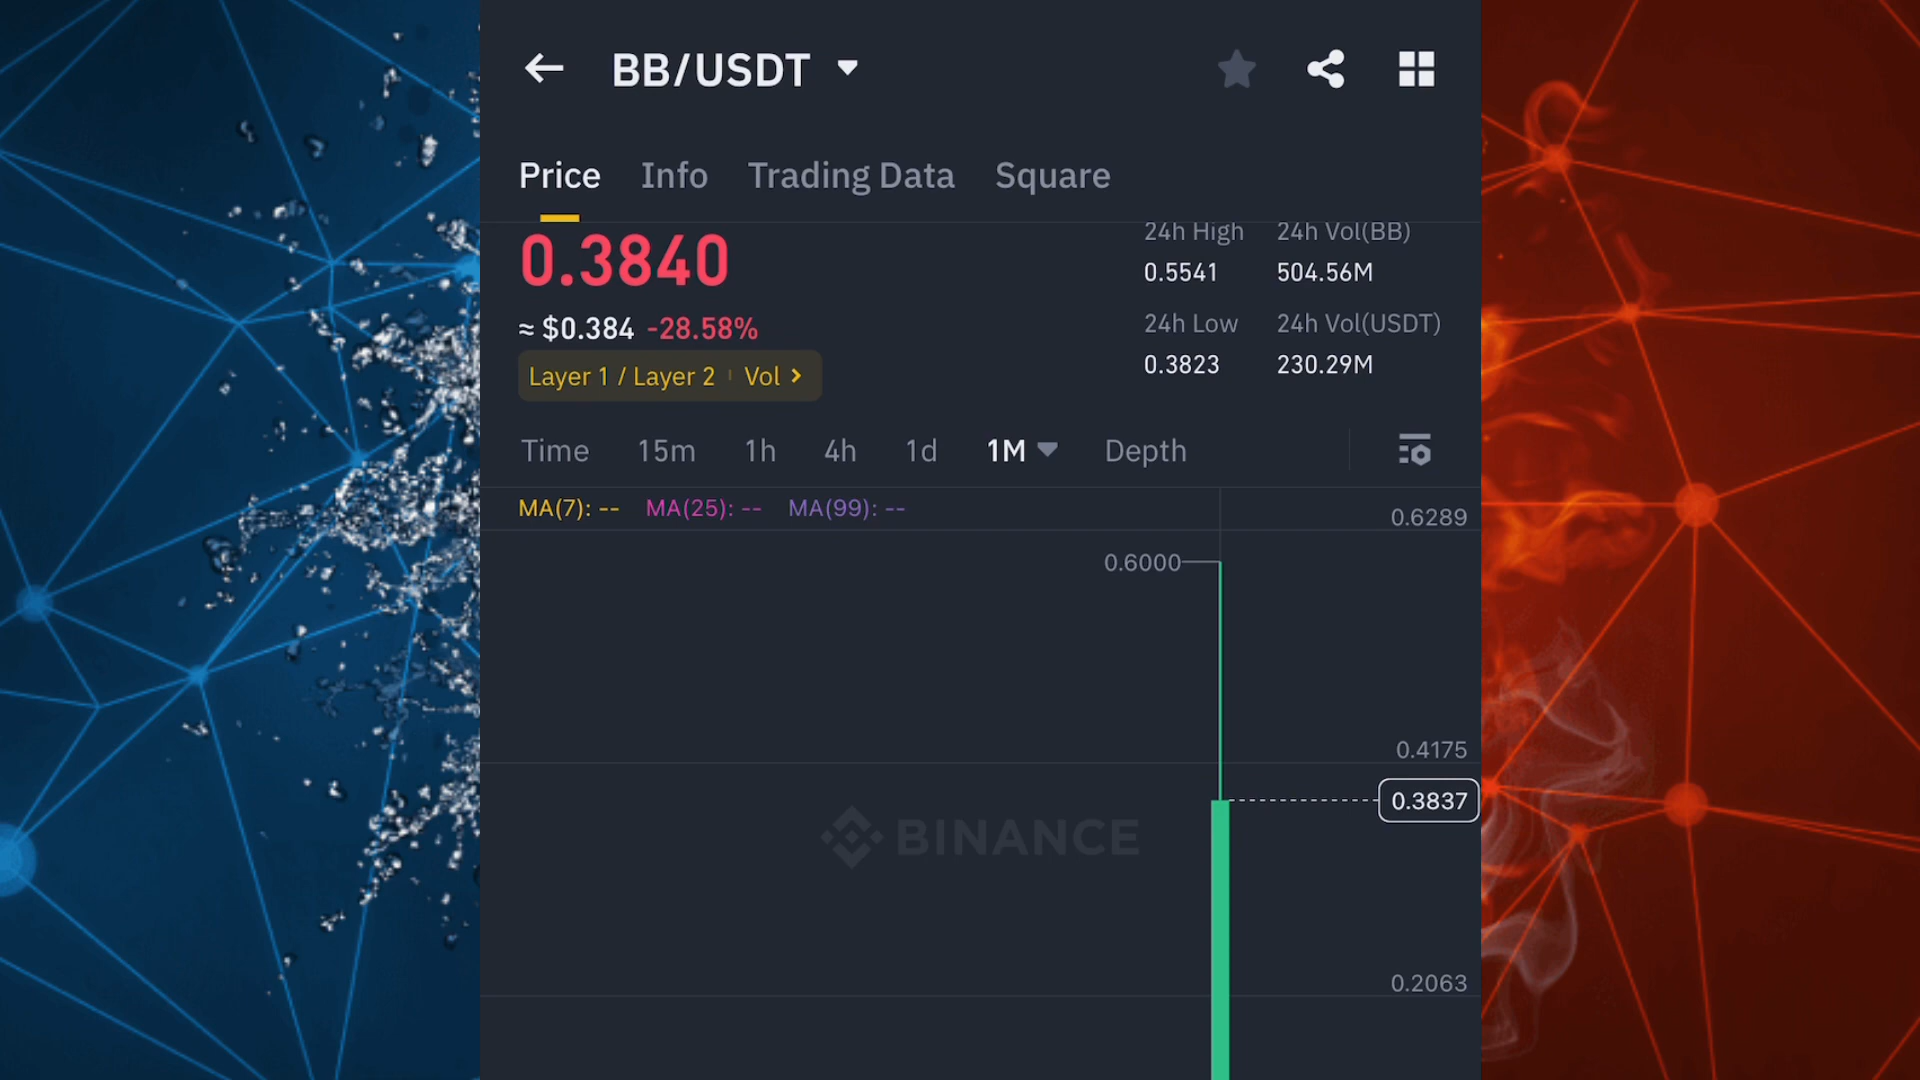 BB/USDT
Price Info Trading Data Square
0.3840
≈ $0.384 -28.58%
Layer 1 / Layer 2 Vol
24h High 24h Vol(BB)
0.5541 504.56M
24h Low 24h Vol(USDT)
0.3823 230.29M
Time 15m 1h 4h 1d 1M Depth
MA(7): -- MA(25): -- MA(99): --
0.6289
0.6000
0.4175
0.3837
BINANCE
0.2063